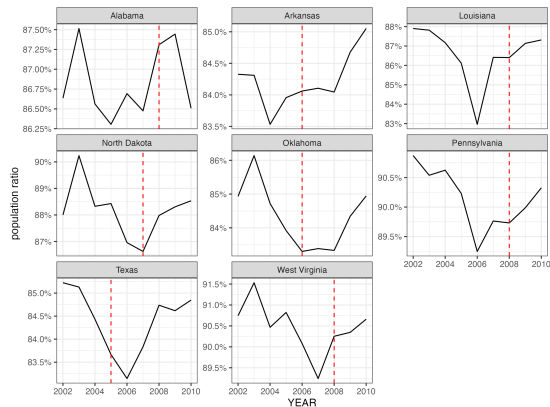 Alabama
87.50%
87.25%
87.00%
86.75%
86.50%
86.25%
Arkansas
85.0%
84.5%
84.0%
83.5%
Louisiana
88%
87%
86%
85%
84%
83%
North Dakota
90%
89%
88%
87%
Oklahoma
86%
85%
84%
Pennsylvania
90.5%
90.0%
89.5%
2002 2004 2006 2008 2010
Texas
85.0%
84.5%
84.0%
83.5%
2002 2004 2006 2008 2010
West Virginia
91.5%
91.0%
90.5%
90.0%
89.5%
2002 2004 2006 2008 2010
YEAR
population ratio